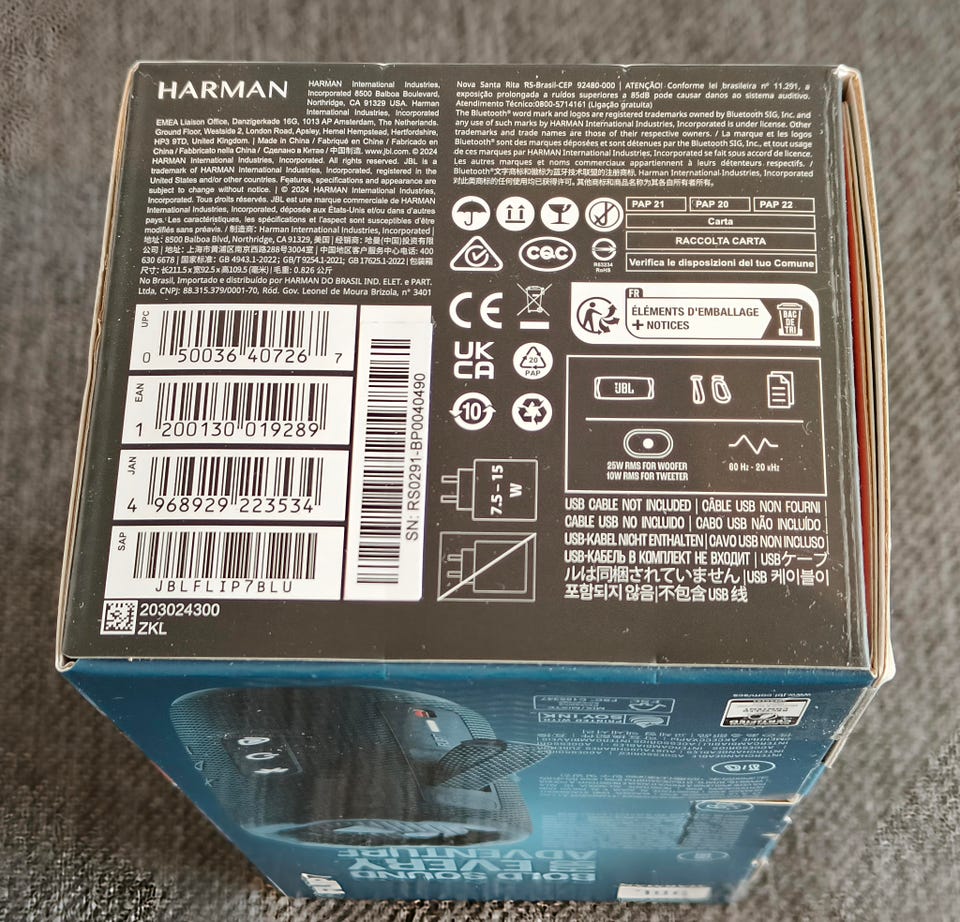 HARMAN
HARMAN International Industries,
Incorporated 8500 Balboa Boulevard,
Northridge, CA 91329 USA. Harman
International Industries, Incorporated
EMEA Liaison Office, Danzigerkade 16G, 1013 AP Amsterdam, The Netherlands.
Ground Floor, Westside 2, London Road, Apsley, Hemel Hempstead, Hertfordshire,
HP3 9TD, United Kingdom. | Made in China / Fabriqué en Chine / Fabricado en
China / Fabbricato nella Cina / Сделано в Китае / 中国制造. www.jbl.com. © 2024
HARMAN International Industries, Incorporated. All rights reserved. JBL is a
trademark of HARMAN International Industries, Incorporated, registered in the
United States and/or other countries. Features, specifications and appearance are
subject to change without notice. | © 2024 HARMAN International Industries,
Incorporated. Tous droits réservés. JBL est une marque commerciale de HARMAN
International Industries, Incorporated, déposée aux États-Unis et/ou dans d'autres
pays. Les caractéristiques, les spécifications et l'aspect sont susceptibles d'être
modifiés sans préavis. / 制造商: Harman International Industries, Incorporated |
地址: 8500 Balboa Blvd, Northridge, CA 91329, 美国 | 经销商: 哈曼(中国)投资有限
公司 | 地址: 上海市黄浦区南京西路288号3004室 | 中国地区客户服务中心电话: 400
630 6678 | 国家标准: GB 4943.1-2022; GB/T 9254.1-2021; GB 17625.1-2022 | 包装箱
尺寸: 长211.5 x 宽92.5 x 高109.5 (毫米) | 毛重: 0.826 公斤
No Brasil, Importado e distribuído por HARMAN DO BRASIL IND. ELET. e PART.
Ltda, CNPJ: 88.315.379/0001-70, Rod. Gov. Leonel de Moura Brizola, n° 3401
Nova Santa Rita RS-Brasil-CEP 92480-000 | ATENÇÃO! Conforme lei brasileira n° 11.291, a
exposição prolongada a ruídos superiores a 85dB pode causar danos ao sistema auditivo.
Atendimento Técnico:0800-5714161 (Ligação gratuita)
The Bluetooth® word mark and logos are registered trademarks owned by Bluetooth SIG, Inc. and
any use of such marks by HARMAN International Industries, Incorporated is under license. Other
trademarks and trade names are those of their respective owners. / La marque et les logos
Bluetooth® sont des marques déposées et sont détenues par the Bluetooth SIG, Inc., et tout usage
de ces marques par HARMAN International Industries, Incorporated se fait sous accord de licence.
Les autres marques et noms commerciaux appartiennent à leurs détenteurs respectifs. /
Bluetooth®文字商标和徽标为蓝牙技术联盟的注册商标, HARMAN International Industries, Incorporated
对此类商标的任何使用均已获得许可, 其他商标和商品名称为其各自所有者所有。
PAP 21 PAP 20 PAP 22
Carta
RACCOLTA CARTA
Verifica le disposizioni del tuo Comune
CQC
R63234
RoHS
CE
UK
CA
20
PAP
10
FR
ÉLÉMENTS D'EMBALLAGE
+ NOTICES
BAC
DE
TRI
UPC
0 50036 40726 7
EAN
1 200130 019289
JAN
4 968929 223534
SAP
JBLFLIP7BLU
SN: RS0291-BP0040490
7.5 – 15
W
JBL
25W RMS FOR WOOFER
10W RMS FOR TWEETER
60 Hz - 20 kHz
USB CABLE NOT INCLUDED | CÂBLE USB NON FOURNI
CABLE USB NO INCLUIDO | CABO USB NÃO INCLUÍDO
USB-KABEL NICHT ENTHALTEN | CAVO USB NON INCLUSO
USB-КАБЕЛЬ В КОМПЛЕКТ НЕ ВХОДИТ | USBケーブ
ルは同梱されていません |USB 케이블이
포함되지 않음|不包含 USB 线
203024300
ZKL
www.jbl.com/acs
PRINTED WITH
SOY INK
BOLD SOUND
FOR EVERY
ADVENTURE
JBL